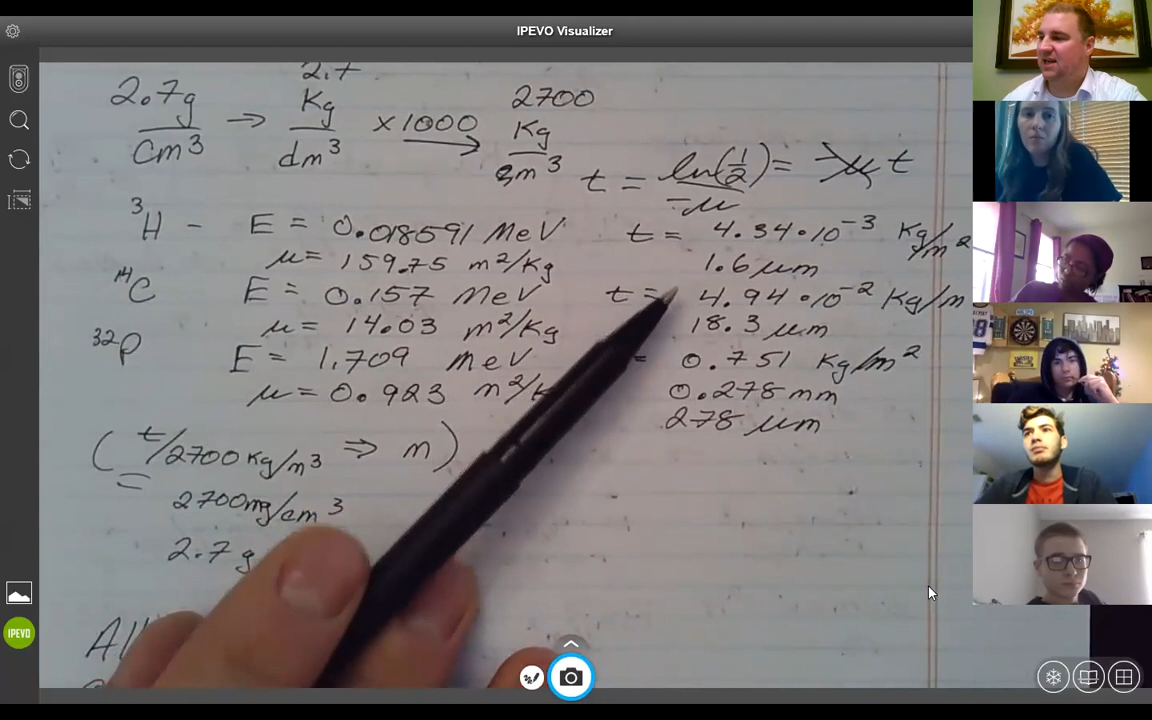 IPEVO Visualizer
2.7g/cm³ → 2.7 Kg/dm³ ×1000 → 2700 Kg/m³
t = ln(1/2)/-μ = t
³H - E = 0.018591 MeV t = 4.34·10⁻³ Kg/m²
μ = 159.75 m²/Kg 1.6 μm
¹⁴C E = 0.157 MeV t = 4.94·10⁻² Kg/m
μ = 14.03 m²/Kg 18.3 μm
³²P E = 1.709 MeV = 0.751 Kg/m²
μ = 0.923 m²/K 0.278 mm
278 μm
(t/2700 Kg/m³ ⇒ m)
2700mg/cm³
2.7 g
All
IPEVO